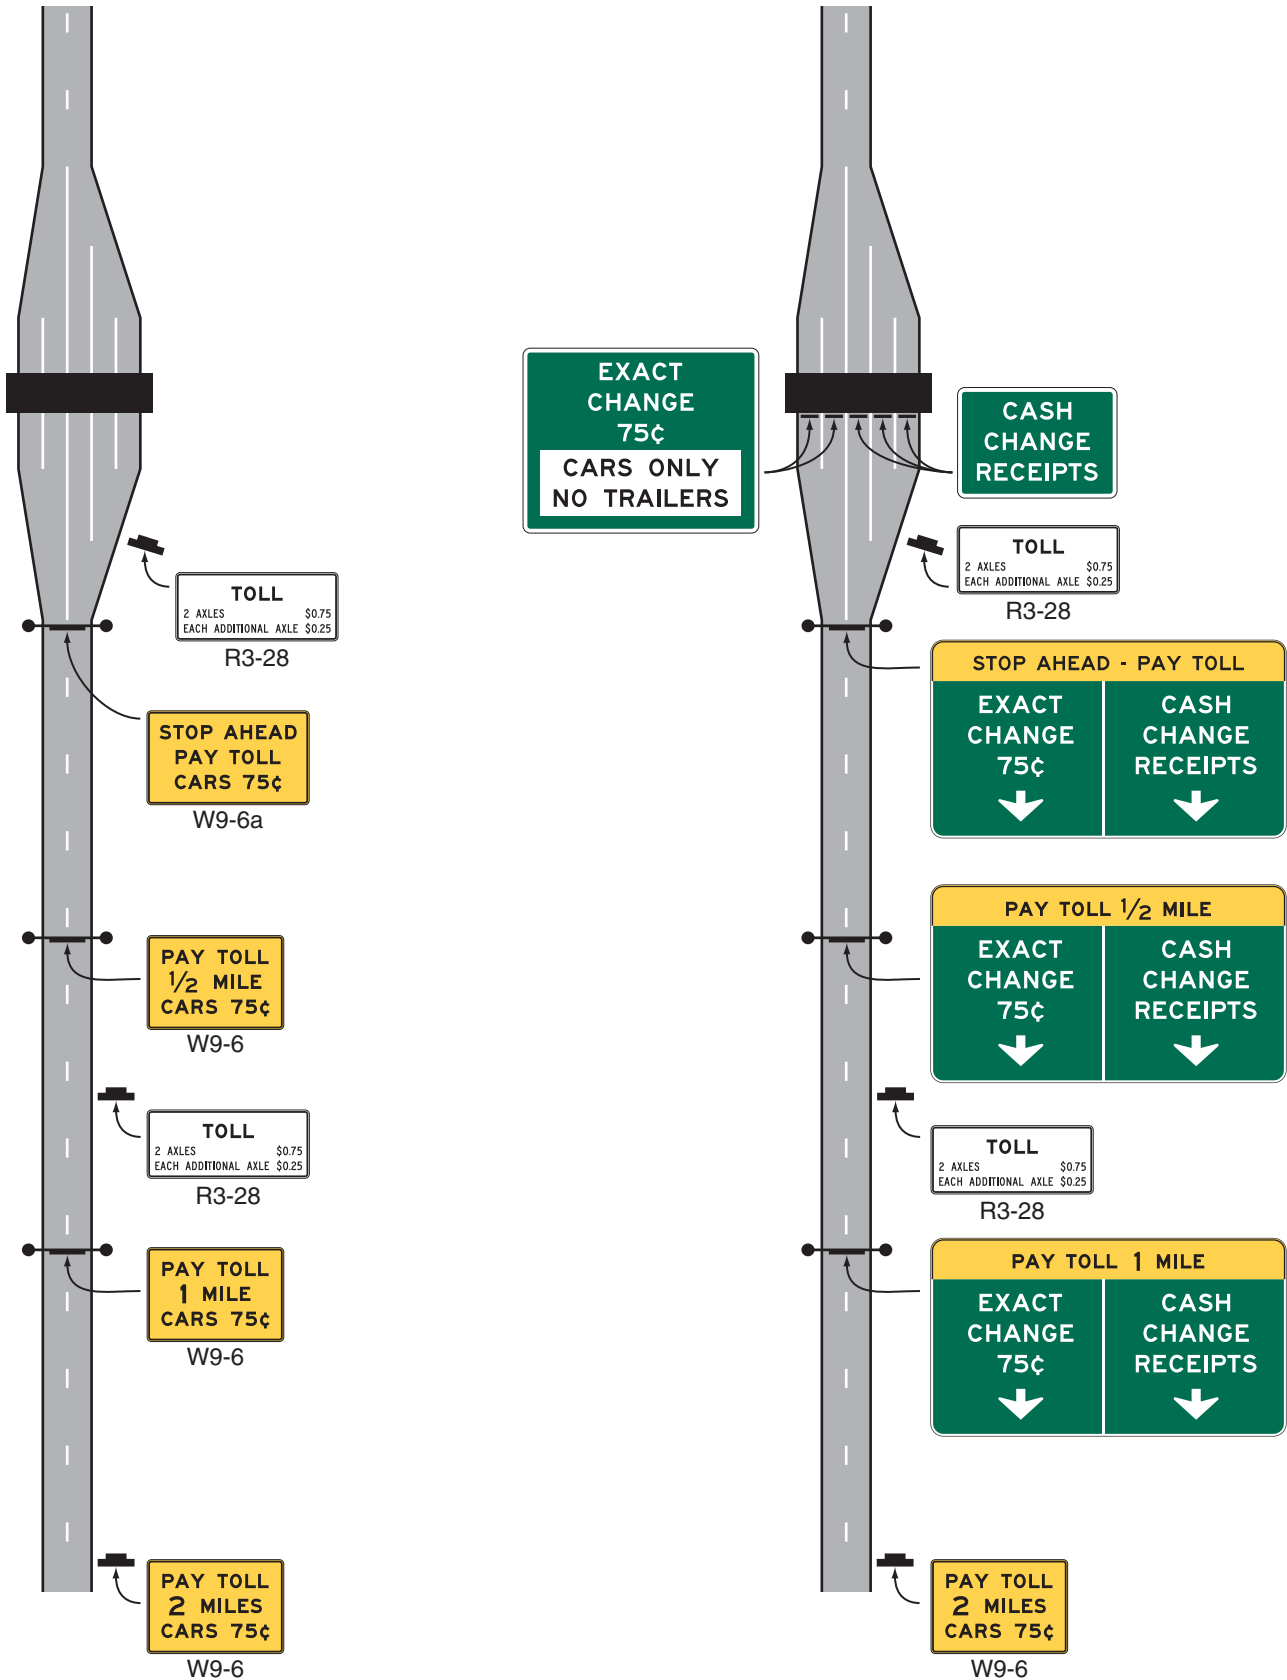 TOLL
2 AXLES $0.75
EACH ADDITIONAL AXLE $0.25
R3-28
STOP AHEAD
PAY TOLL
CARS 75¢
W9-6a
PAY TOLL
1/2 MILE
CARS 75¢
W9-6
TOLL
2 AXLES $0.75
EACH ADDITIONAL AXLE $0.25
R3-28
PAY TOLL
1 MILE
CARS 75¢
W9-6
PAY TOLL
2 MILES
CARS 75¢
W9-6
EXACT
CHANGE
75¢
CARS ONLY
NO TRAILERS
CASH
CHANGE
RECEIPTS
TOLL
2 AXLES $0.75
EACH ADDITIONAL AXLE $0.25
R3-28
STOP AHEAD - PAY TOLL
EXACT
CHANGE
75¢
CASH
CHANGE
RECEIPTS
PAY TOLL 1/2 MILE
EXACT
CHANGE
75¢
CASH
CHANGE
RECEIPTS
TOLL
2 AXLES $0.75
EACH ADDITIONAL AXLE $0.25
R3-28
PAY TOLL 1 MILE
EXACT
CHANGE
75¢
CASH
CHANGE
RECEIPTS
PAY TOLL
2 MILES
CARS 75¢
W9-6